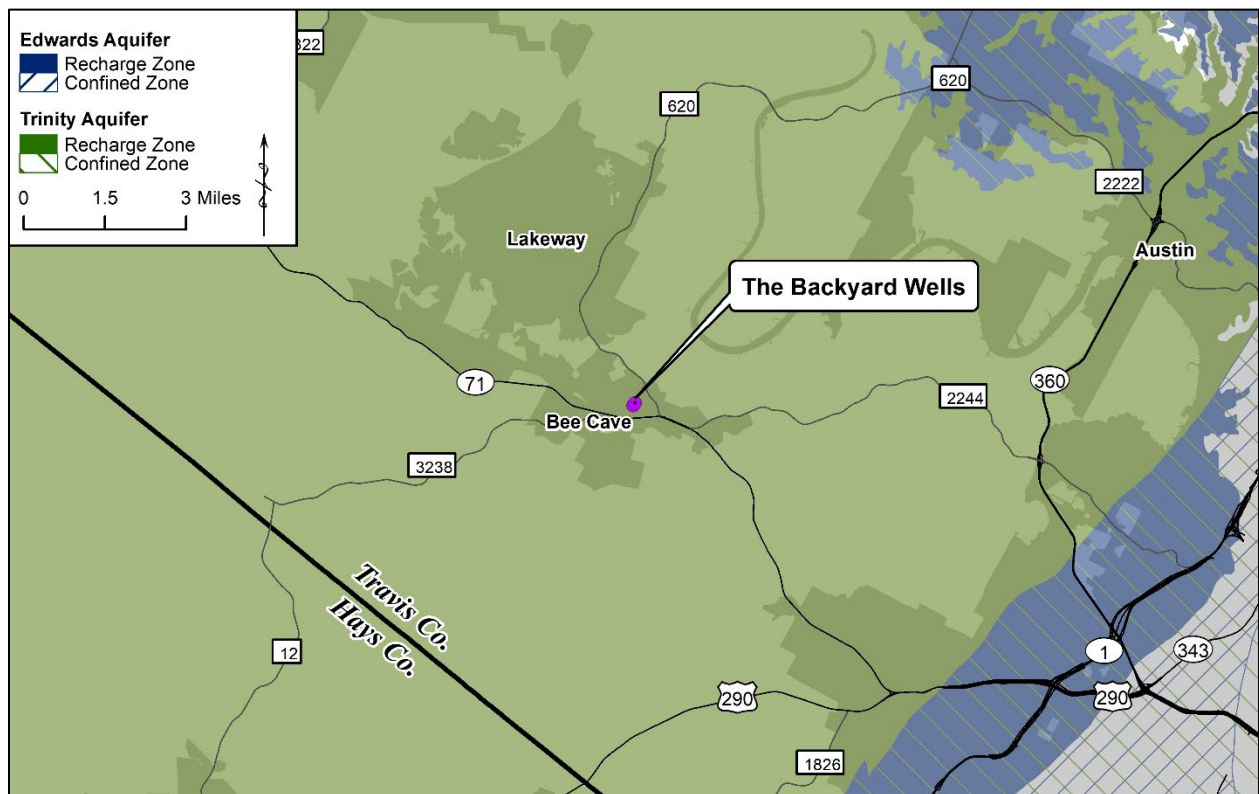 Edwards Aquifer
Recharge Zone
Confined Zone
Trinity Aquifer
Recharge Zone
Confined Zone
0 1.5 3 Miles
322
620
620
2222
Lakeway
Austin
The Backyard Wells
71
360
2244
Bee Cave
3238
Travis Co.
Hays Co.
12
1
343
290
290
1826